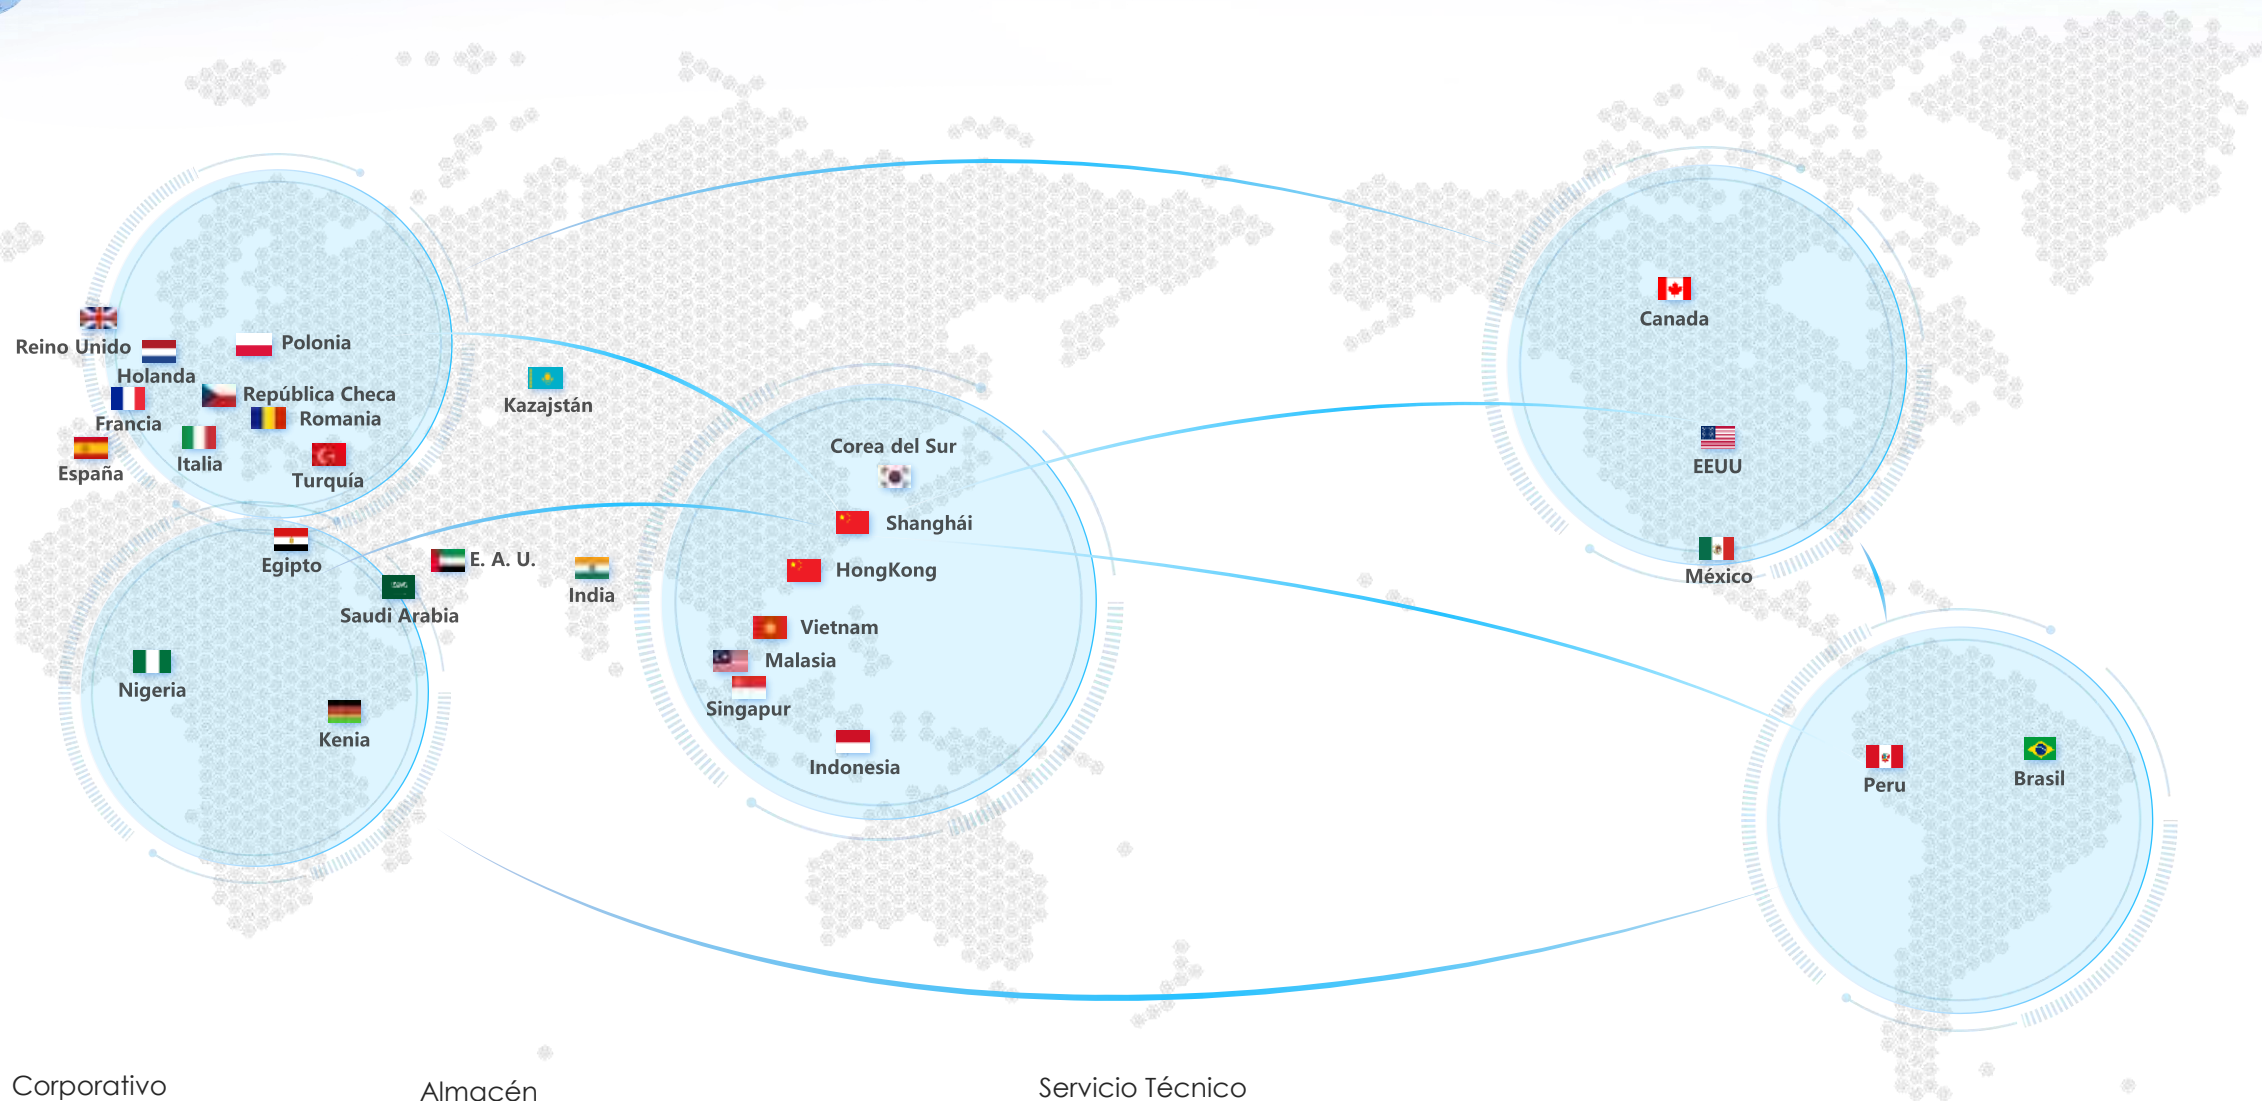 Reino Unido
Holanda
Polonia
República Checa
Francia
Romania
España
Italia
Turquía
Kazajstán
Egipto
E. A. U.
Saudi Arabia
India
Nigeria
Kenia
Corea del Sur
Shanghái
HongKong
Vietnam
Malasia
Singapur
Indonesia
Canada
EEUU
México
Peru
Brasil
Corporativo
Almacén
Servicio Técnico